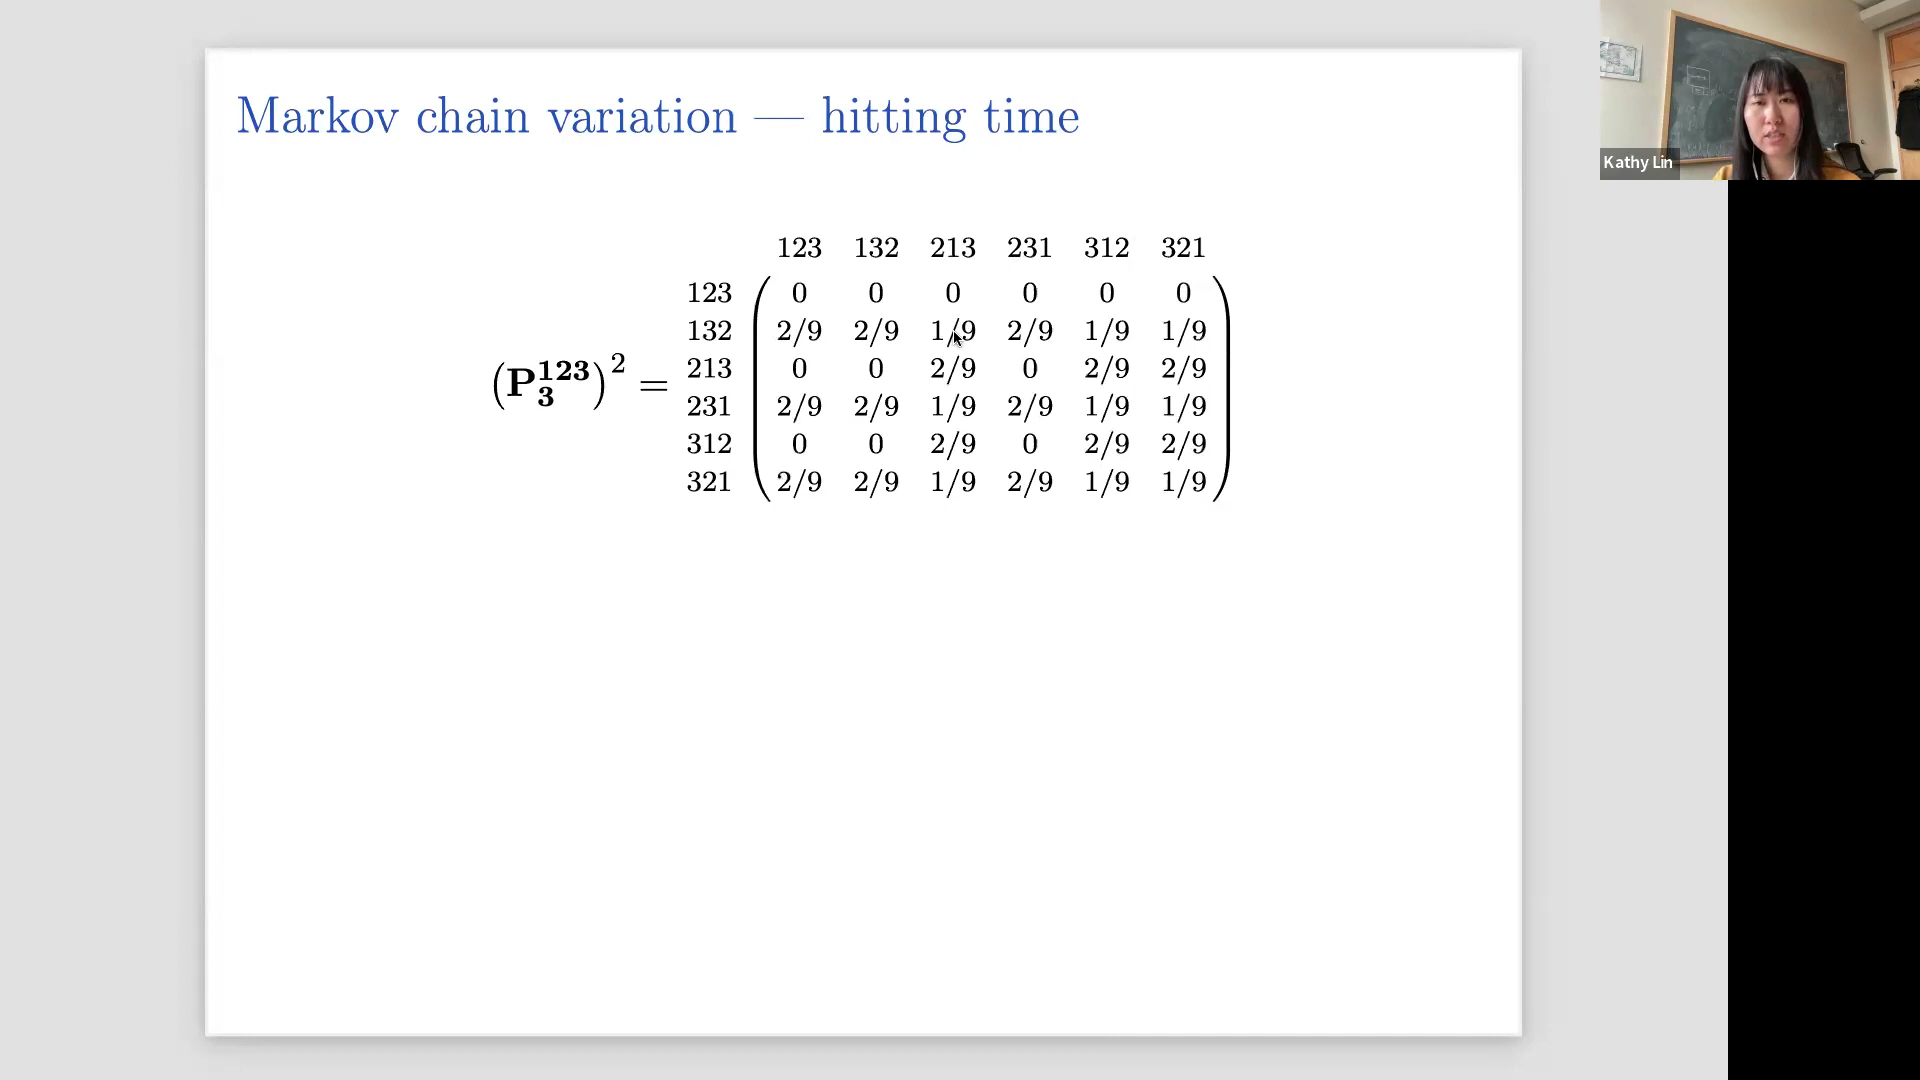 Markov chain variation — hitting time
123 132 213 231 312 321
123 0 0 0 0 0 0
132 2/9 2/9 1/9 2/9 1/9 1/9
(P₃¹²³)² = 213 0 0 2/9 0 2/9 2/9
231 2/9 2/9 1/9 2/9 1/9 1/9
312 0 0 2/9 0 2/9 2/9
321 2/9 2/9 1/9 2/9 1/9 1/9
Kathy Lin